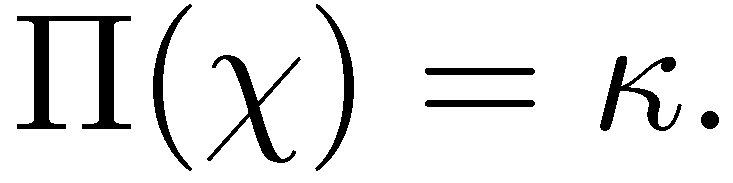 Π(χ) = κ.